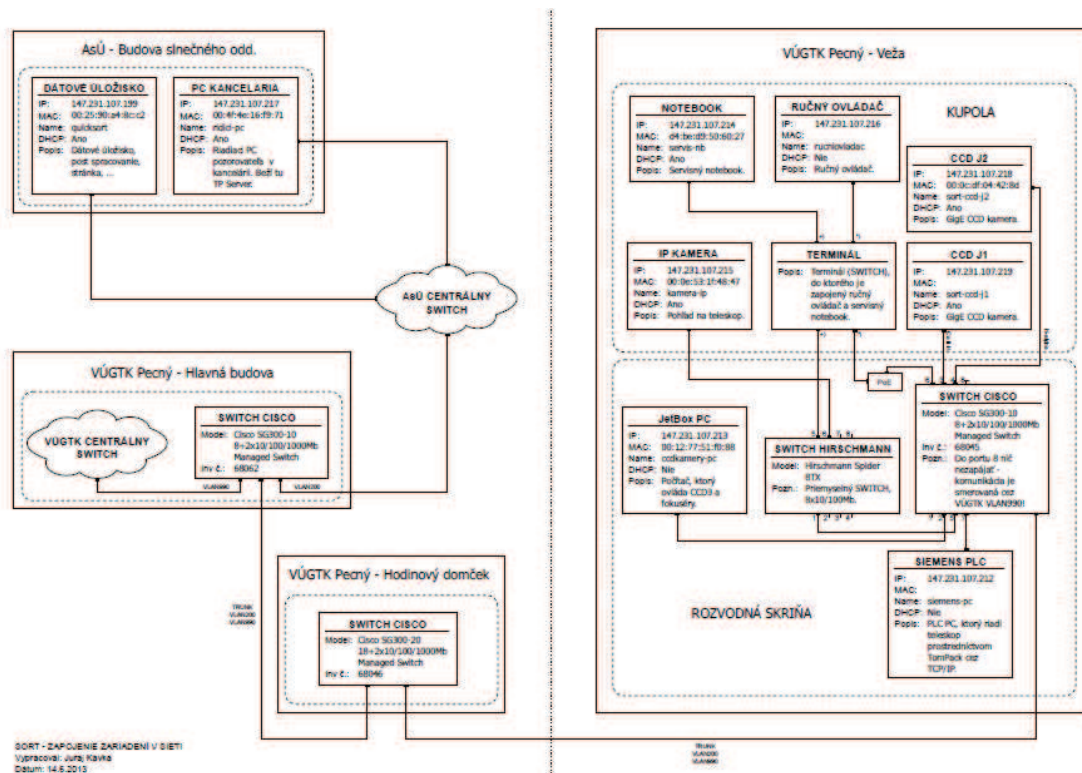 AsÚ - Budova slnečného odd.
DÁTOVÉ ÚLOŽISKO
IP: 147.231.107.199
MAC: 00:25:90:a4:8c:c2
Name: quicksort
DHCP: Ano
Popis: Dátové úložisko,
post spracovanie,
stránka, ...
PC KANCELARIA
IP: 147.231.107.217
MAC: 00:4f:4e:16:f9:71
Name: ridici-pc
DHCP: Ano
Popis: Riadiaci PC
pozorovateľa v
kancelárii. Beží tu
TP Server.
ASÚ CENTRÁLNY
SWITCH
VÚGTK Pecný - Hlavná budova
VÚGTK CENTRÁLNY
SWITCH
SWITCH CISCO
Model: Cisco SG300-10
8+2x10/100/1000Mb
Managed Switch
Inv č.: 68062
VLAN990
VLAN200
VÚGTK Pecný - Hodinový domček
TRUNK
VLAN200
VLAN990
SWITCH CISCO
Model: Cisco SG300-20
18+2x10/100/1000Mb
Managed Switch
Inv č.: 68046
SORT - ZAPOJENIE ZARIADENÍ V SIETI
Vypracoval: Juraj Kavka
Dátum: 14.6.2013
VÚGTK Pecný - Veža
KUPOLA
NOTEBOOK
IP: 147.231.107.214
MAC: d4:be:d9:50:60:27
Name: servis-nb
DHCP: Ano
Popis: Servisný notebook.
RUČNÝ OVLÁDAČ
IP: 147.231.107.216
MAC:
Name: rucniovladac
DHCP: Nie
Popis: Ručný ovládač.
CCD J2
IP: 147.231.107.218
MAC: 00:0c:df:04:42:8d
Name: sort-ccd-j2
DHCP: Ano
Popis: GigE CCD kamera.
IP KAMERA
IP: 147.231.107.215
MAC: 00:0e:53:1f:48:47
Name: kamera-ip
DHCP: Ano
Popis: Pohľad na teleskop.
TERMINÁL
Popis: Terminál (SWITCH),
do ktorého je
zapojený ručný
ovládač a servisný
notebook.
CCD J1
IP: 147.231.107.219
MAC:
Name: sort-ccd-j1
DHCP: Ano
Popis: GigE CCD kamera.
PoE
JetBox PC
IP: 147.231.107.213
MAC: 00:12:77:51:f0:88
Name: ccdkamery-pc
DHCP: Nie
Popis: Počítač, ktorý
ovláda CCD3 a
fokuséry.
SWITCH HIRSCHMANN
Model: Hirschmann Spider
8TX
Pozn.: Priemyselný SWITCH,
8x10/100Mb.
1 2 3 4
SWITCH CISCO
Model: Cisco SG300-10
8+2x10/100/1000Mb
Managed Switch
Inv č.: 68045
Pozn.: Do portu 8 nič
nezapájať -
komunikácia je
smerovaná cez
VÚGTK VLAN990!
SIEMENS PLC
IP: 147.231.107.212
MAC:
Name: siemens-pc
DHCP: Nie
Popis: PLC PC, ktorý riadi
teleskop
prostredníctvom
TomPack cez
TCP/IP.
ROZVODNÁ SKRIŇA
TRUNK
VLAN200
VLAN990